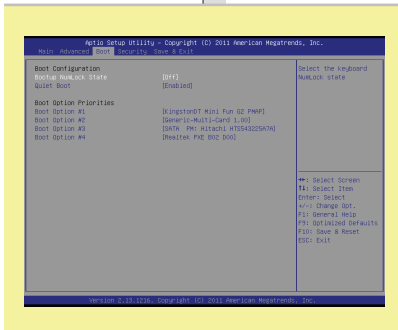 Aptio Setup Utility - Copyright (C) 2011 American Megatrends, Inc.
Main Advanced Boot Security Save & Exit
Boot Configuration
Bootup NumLock State [Off]
Quiet Boot [Enabled]
Boot Option Priorities
Boot Option #1 [KingstonDT Mini Fun G2 PMAP]
Boot Option #2 [Generic-Multi-Card 1.00]
Boot Option #3 [SATA PM: Hitachi HTS543225A7A]
Boot Option #4 [Realtek PXE B02 D00]
Select the keyboard
NumLock state
→←: Select Screen
↑↓: Select Item
Enter: Select
+/-: Change Opt.
F1: General Help
F9: Optimized Defaults
F10: Save & Reset
ESC: Exit
Version 2.13.1216. Copyright (C) 2011 American Megatrends, Inc.